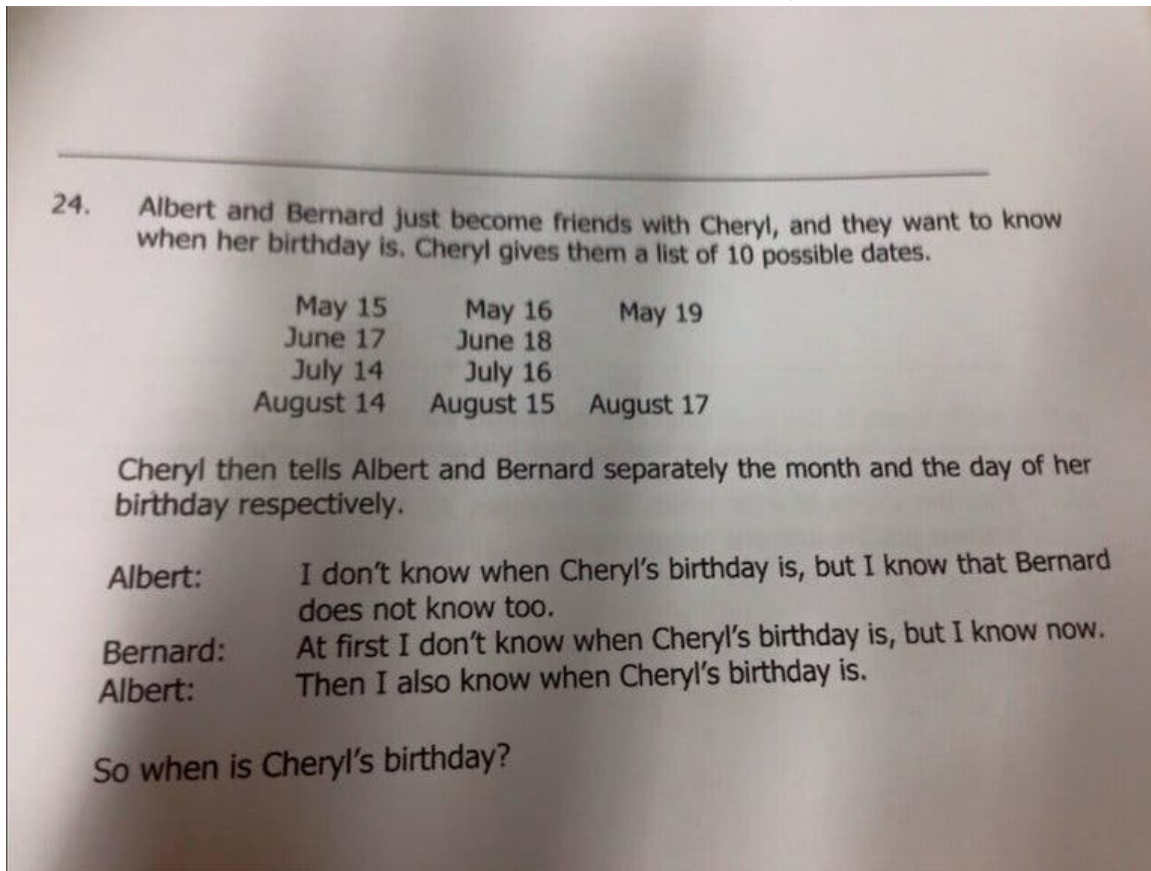 24. Albert and Bernard just become friends with Cheryl, and they want to know
when her birthday is. Cheryl gives them a list of 10 possible dates.
May 15 May 16 May 19
June 17 June 18
July 14 July 16
August 14 August 15 August 17
Cheryl then tells Albert and Bernard separately the month and the day of her
birthday respectively.
Albert: I don't know when Cheryl's birthday is, but I know that Bernard
does not know too.
Bernard: At first I don't know when Cheryl's birthday is, but I know now.
Albert: Then I also know when Cheryl's birthday is.
So when is Cheryl's birthday?